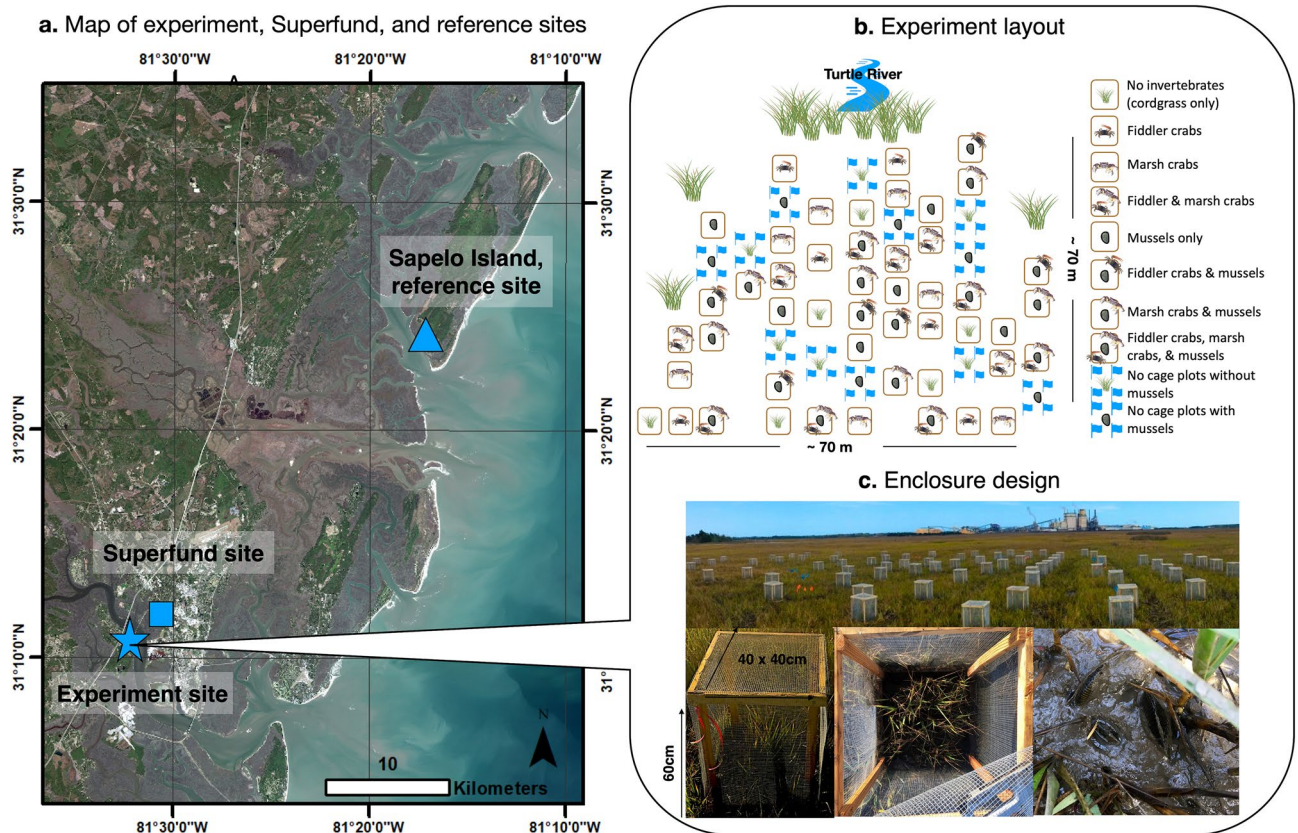 a. Map of experiment, Superfund, and reference sites
81°30'0"W
81°20'0"W
81°10'0"W
31°30'0"N
31°20'0"N
31°10'0"N
Sapelo Island,
reference site
Superfund site
Experiment site
N
10
Kilometers
31°30'0"N
31°20'0"N
31°
81°30'0"W
81°20'0"W
81°10'0"W
b. Experiment layout
Turtle River
~ 70 m
~ 70 m
No invertebrates
(cordgrass only)
Fiddler crabs
Marsh crabs
Fiddler & marsh crabs
Mussels only
Fiddler crabs & mussels
Marsh crabs & mussels
Fiddler crabs, marsh
crabs, & mussels
No cage plots without
mussels
No cage plots with
mussels
c. Enclosure design
40 x 40cm
60cm